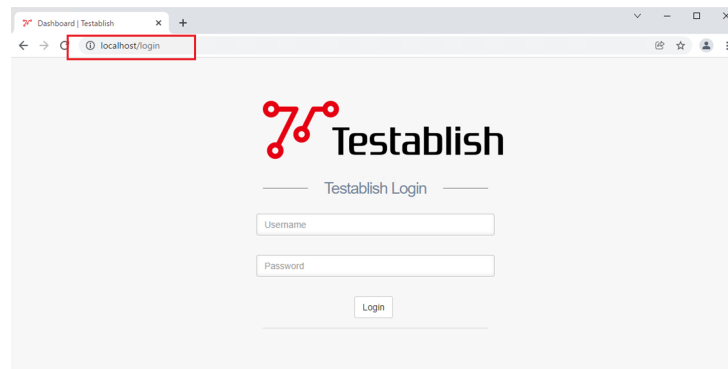 Dashboard | Testablish
localhost/login
Testablish
Testablish Login
Username
Password
Login